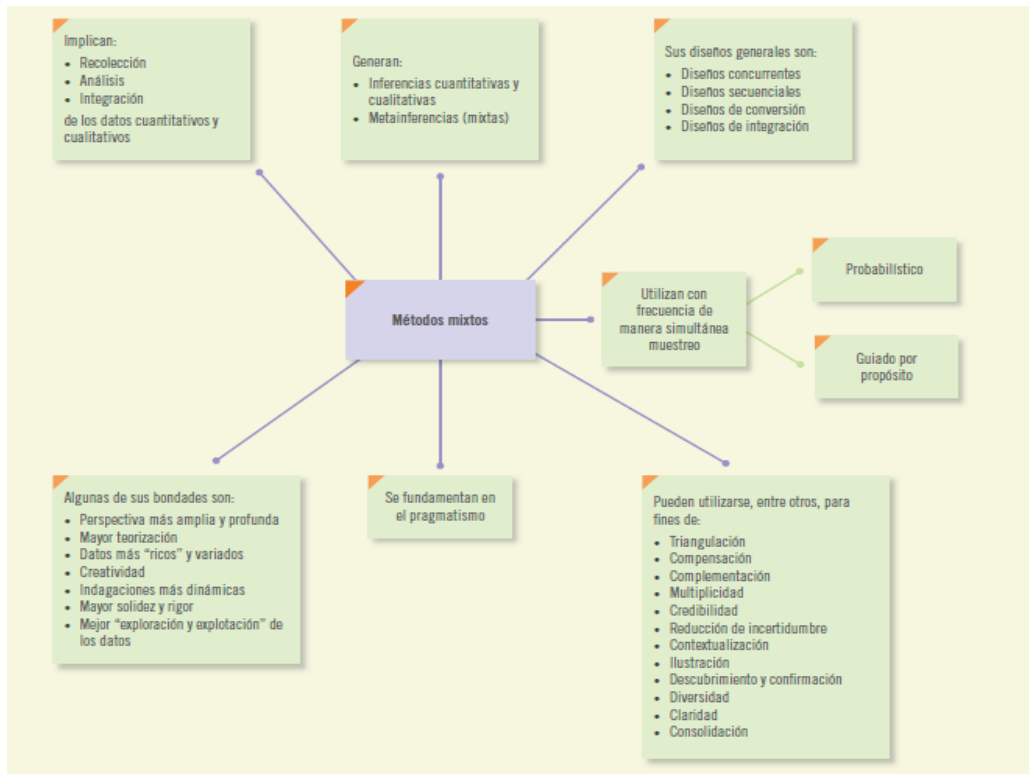 Implican:
• Recolección
• Análisis
• Integración
de los datos cuantitativos y
cualitativos
Generan:
• Inferencias cuantitativas y
cualitativas
• Metainferencias (mixtas)
Sus diseños generales son:
• Diseños concurrentes
• Diseños secuenciales
• Diseños de conversión
• Diseños de integración
Métodos mixtos
Utilizan con
frecuencia de
manera simultánea
muestreo
Probabilístico
Guiado por
propósito
Algunas de sus bondades son:
• Perspectiva más amplia y profunda
• Mayor teorización
• Datos más “ricos” y variados
• Creatividad
• Indagaciones más dinámicas
• Mayor solidez y rigor
• Mejor “exploración y explotación” de
los datos
Se fundamentan en
el pragmatismo
Pueden utilizarse, entre otros, para
fines de:
• Triangulación
• Compensación
• Complementación
• Multiplicidad
• Credibilidad
• Reducción de incertidumbre
• Contextualización
• Ilustración
• Descubrimiento y confirmación
• Diversidad
• Claridad
• Consolidación